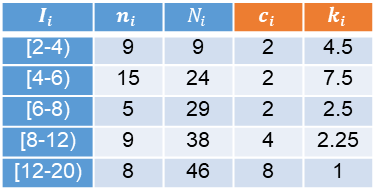 I_i n_i N_i c_i k_i
[2-4) 9 9 2 4.5
[4-6) 15 24 2 7.5
[6-8) 5 29 2 2.5
[8-12) 9 38 4 2.25
[12-20) 8 46 8 1